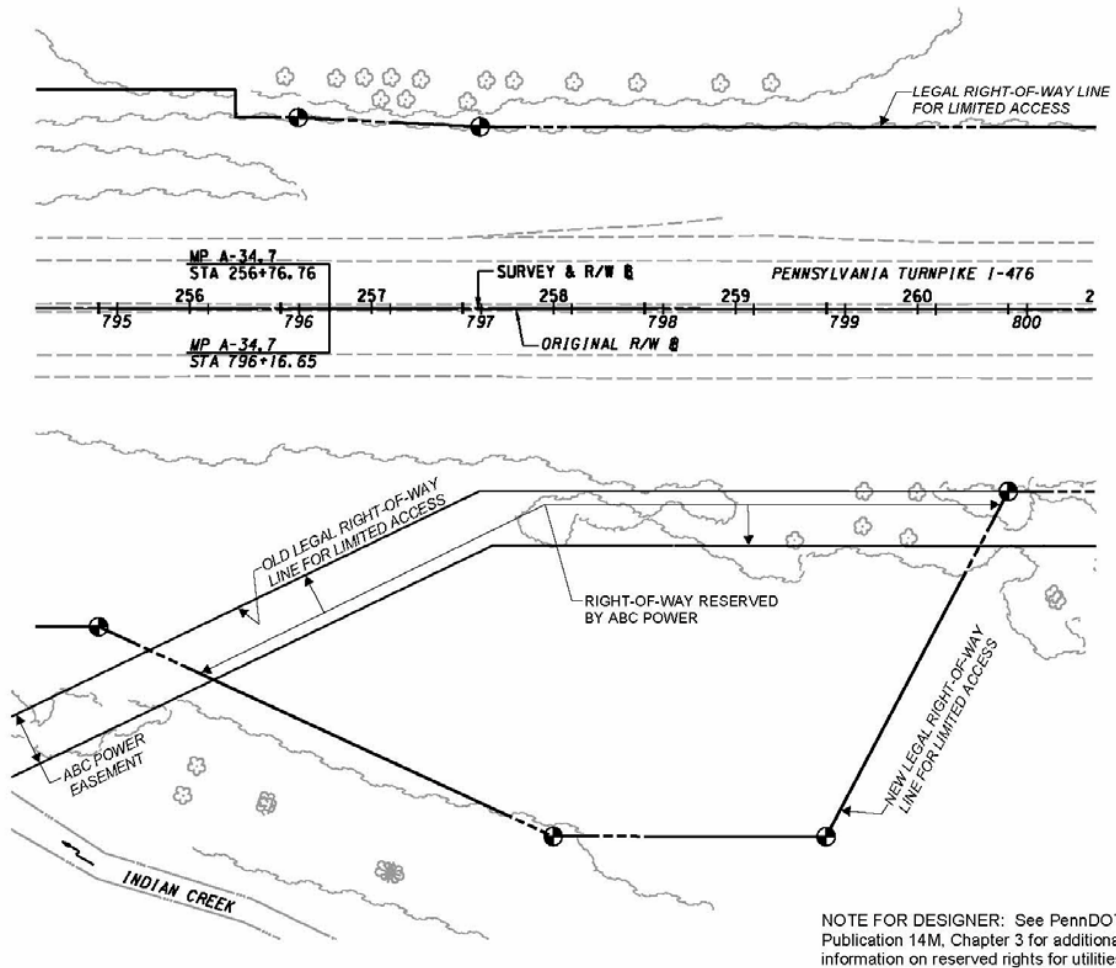 LEGAL RIGHT-OF-WAY LINE
FOR LIMITED ACCESS
MP A-34.7
STA 256+76.76
SURVEY & R/W
PENNSYLVANIA TURNPIKE I-476
256
257
258
259
260
2
795
796
797
798
799
800
MP A-34.7
STA 796+16.65
ORIGINAL R/W
OLD LEGAL RIGHT-OF-WAY
LINE FOR LIMITED ACCESS
RIGHT-OF-WAY RESERVED
BY ABC POWER
NEW LEGAL RIGHT-OF-WAY
LINE FOR LIMITED ACCESS
ABC POWER
EASEMENT
INDIAN CREEK
NOTE FOR DESIGNER: See PennDOT
Publication 14M, Chapter 3 for additiona
information on reserved rights for utilitie